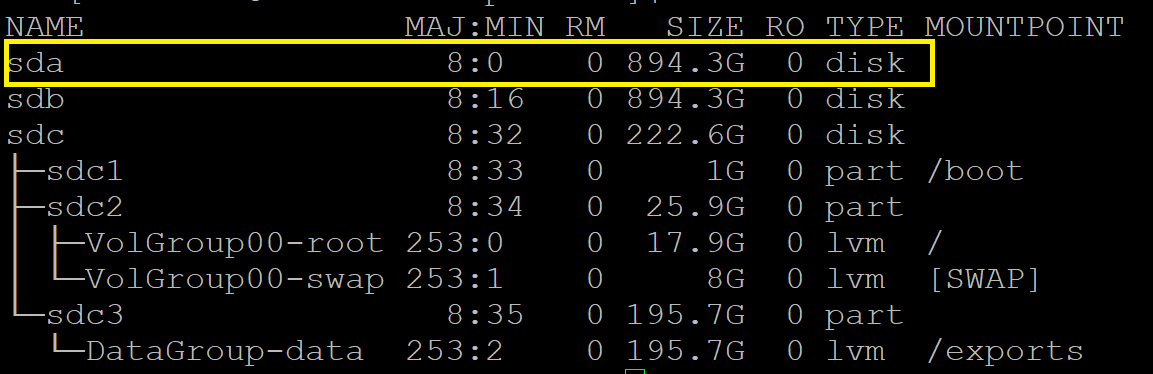 NAME MAJ:MIN RM SIZE RO TYPE MOUNTPOINT
sda 8:0 0 894.3G 0 disk
sdb 8:16 0 894.3G 0 disk
sdc 8:32 0 222.6G 0 disk
├─sdc1 8:33 0 1G 0 part /boot
├─sdc2 8:34 0 25.9G 0 part
│ ├─VolGroup00-root 253:0 0 17.9G 0 lvm /
│ └─VolGroup00-swap 253:1 0 8G 0 lvm [SWAP]
└─sdc3 8:35 0 195.7G 0 part
└─DataGroup-data 253:2 0 195.7G 0 lvm /exports